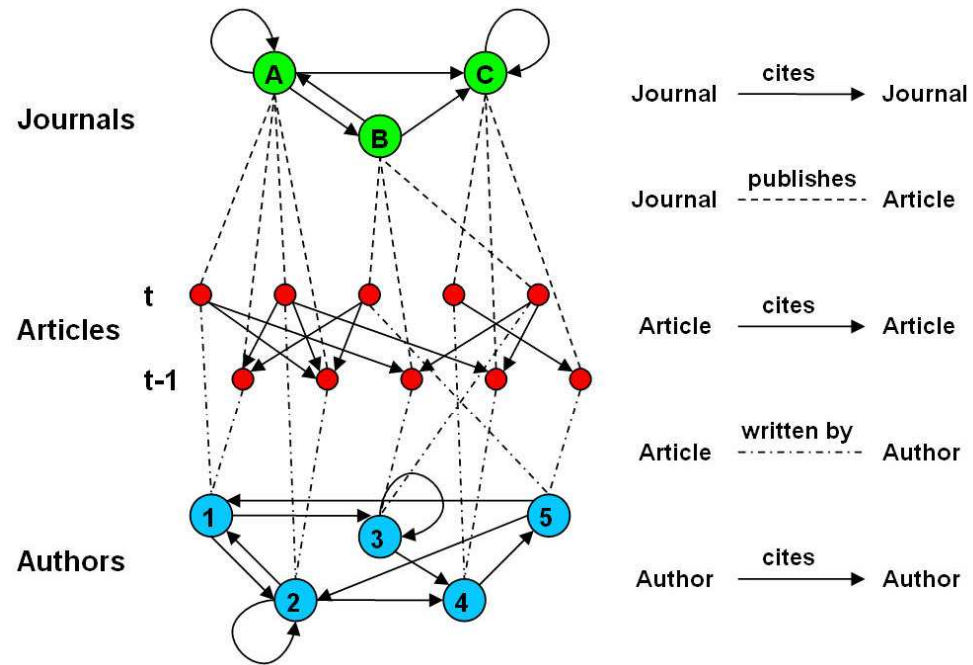 A
C
B
Journals
cites
Journal Journal
publishes
Journal Article
t
Articles
t-1
cites
Article Article
written by
Article Author
1
3
5
2
4
Authors
cites
Author Author